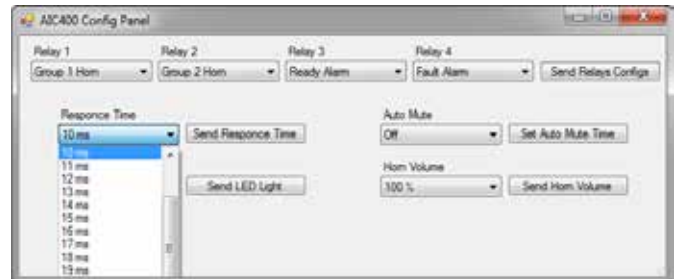 AIC400 Config Panel
Relay 1 Relay 2 Relay 3 Relay 4
Group 1 Horn Group 2 Horn Ready Alarm Fault Alarm Send Relays Configs
Responce Time Auto Mute
10 ms Send Responce Time Off Set Auto Mute Time
10 ms
11 ms
12 ms
13 ms
14 ms
15 ms
16 ms
17 ms
18 ms
19 ms
Horn Volume
Send LED Light 100 % Send Horn Volume